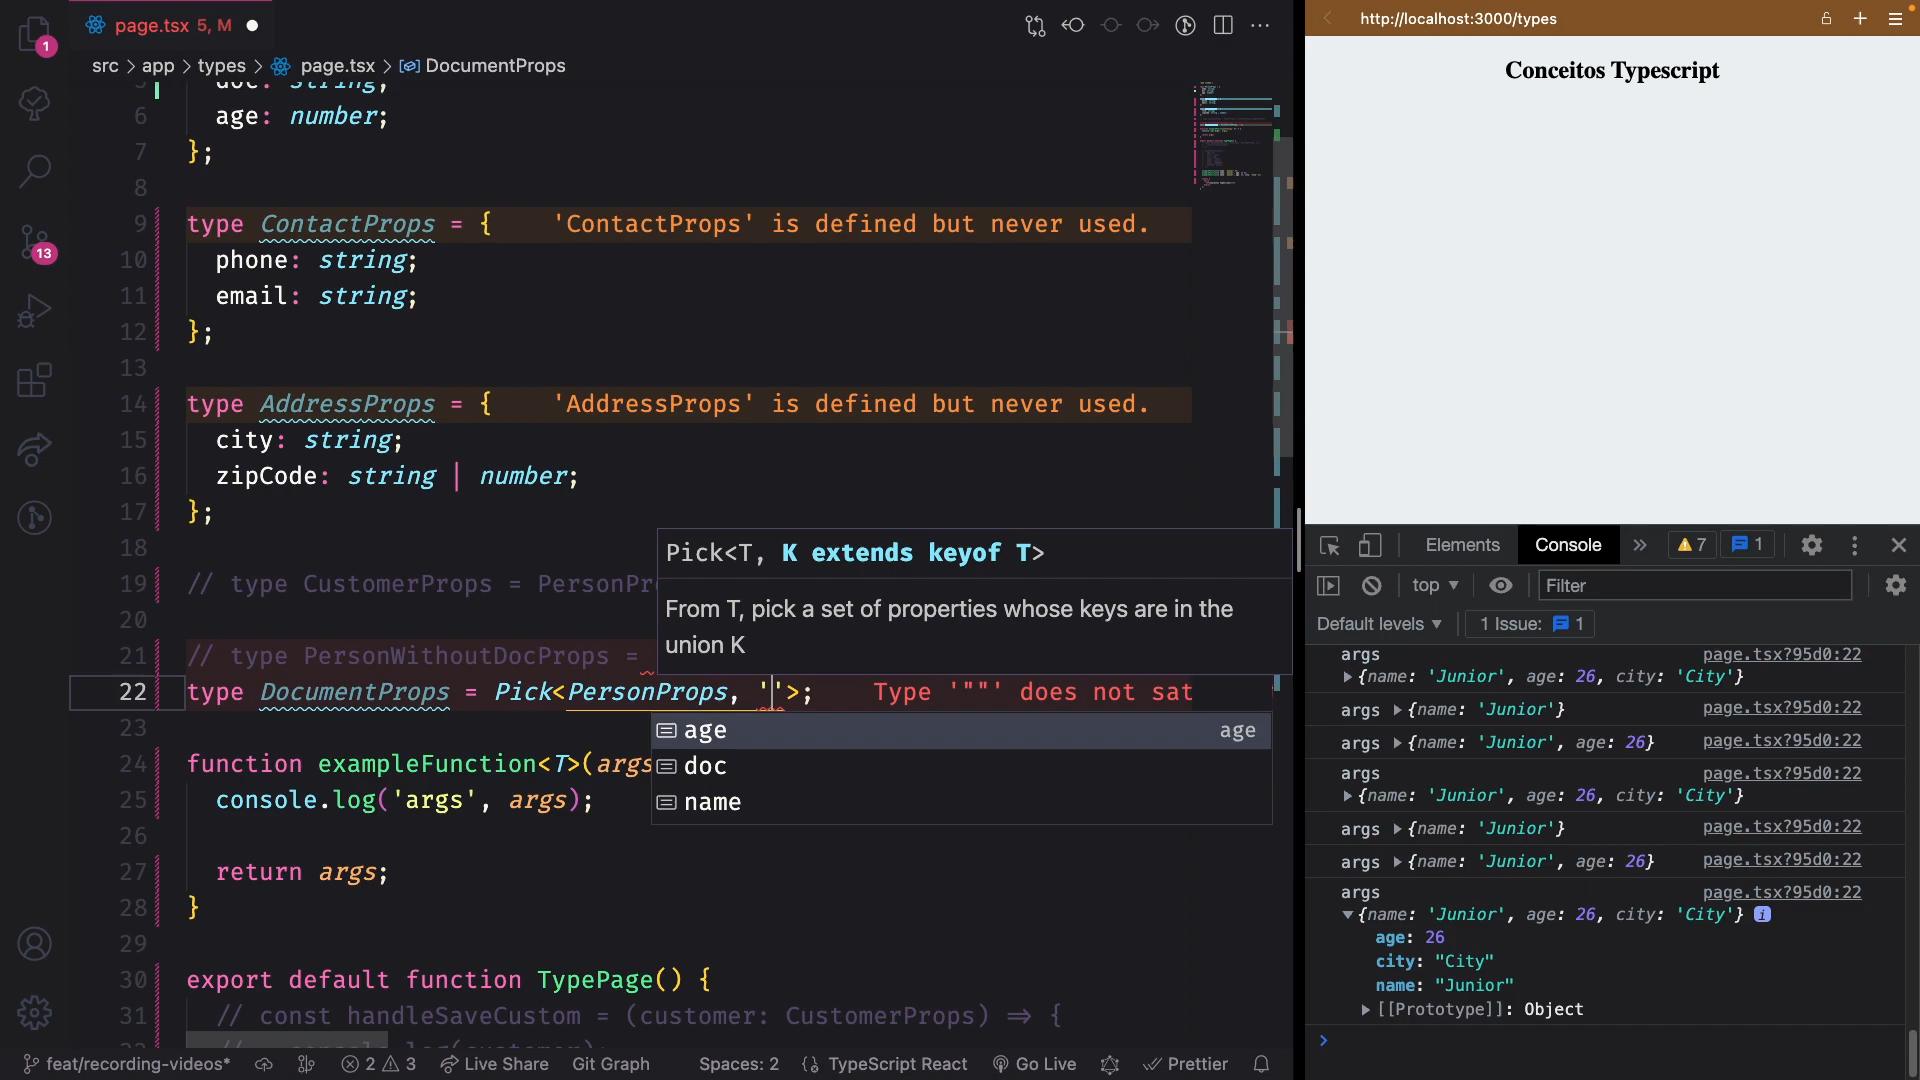 page.tsx 5, M
src > app > types > page.tsx > DocumentProps
5 doc: string;
6 age: number;
7 };
8
9 type ContactProps = { 'ContactProps' is defined but never used.
10 phone: string;
11 email: string;
12 };
13
14 type AddressProps = { 'AddressProps' is defined but never used.
15 city: string;
16 zipCode: string | number;
17 };
18
19 // type CustomerProps = PersonPr
20
21 // type PersonWithoutDocProps =
22 type DocumentProps = Pick<PersonProps, ''>; Type '""' does not sat
23
24 function exampleFunction<T>(args
25 console.log('args', args);
26
27 return args;
28 }
29
30 export default function TypePage() {
31 // const handleSaveCustom = (customer: CustomerProps) => {
Pick<T, K extends keyof T>
From T, pick a set of properties whose keys are in the
union K
age age
doc
name
1
13
feat/recording-videos* 2 3 Live Share Git Graph Spaces: 2 {} TypeScript React Go Live Prettier
http://localhost:3000/types
Conceitos Typescript
Elements Console » 7 1
top Filter
Default levels 1 Issue: 1
args page.tsx?95d0:22
{name: 'Junior', age: 26, city: 'City'}
args {name: 'Junior'} page.tsx?95d0:22
args {name: 'Junior', age: 26} page.tsx?95d0:22
args page.tsx?95d0:22
{name: 'Junior', age: 26, city: 'City'}
args {name: 'Junior'} page.tsx?95d0:22
args {name: 'Junior', age: 26} page.tsx?95d0:22
args page.tsx?95d0:22
{name: 'Junior', age: 26, city: 'City'} i
age: 26
city: "City"
name: "Junior"
[[Prototype]]: Object